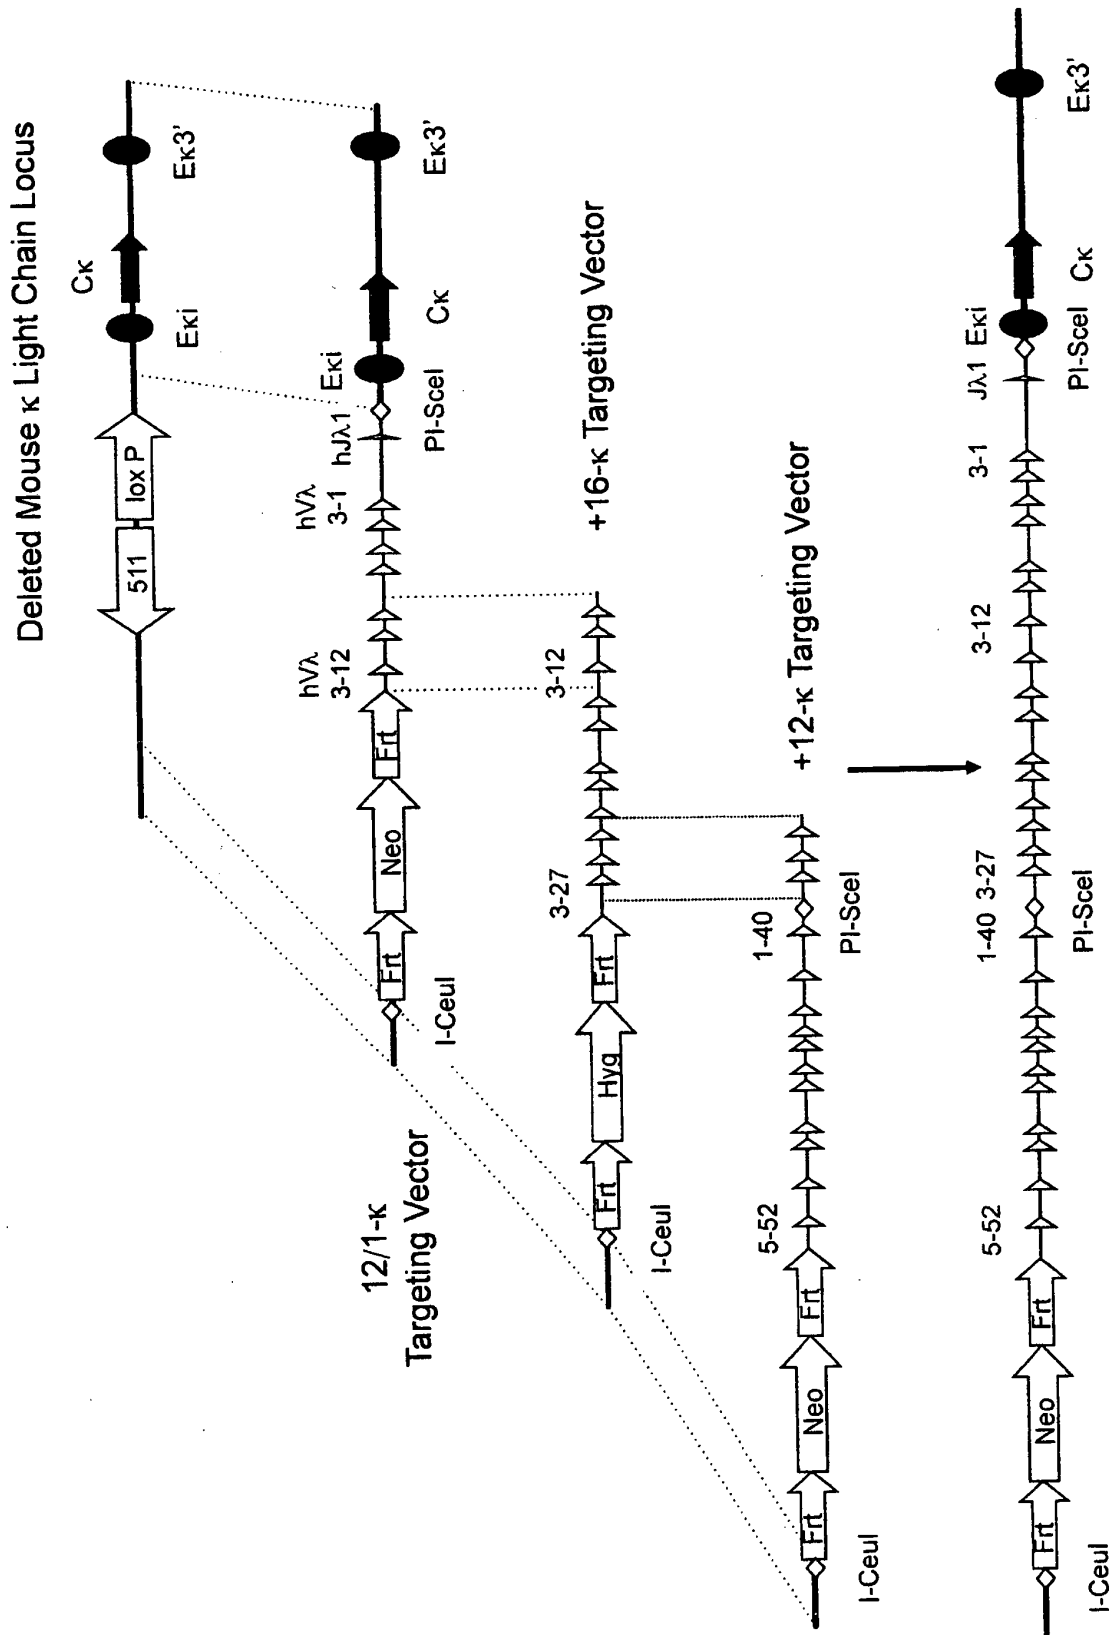 Deleted Mouse κ Light Chain Locus
511
lox P
Eκi
Cκ
Eκ3'
12/1-κ
Targeting Vector
I-CeuI
Frt
Neo
Frt
hVλ
3-12
hVλ
3-1
hJλ1
PI-SceI
Eκi
Cκ
Eκ3'
+16-κ Targeting Vector
I-CeuI
Frt
Hyg
Frt
3-27
3-12
+12-κ Targeting Vector
I-CeuI
Frt
Neo
Frt
5-52
1-40
PI-SceI
I-CeuI
Frt
Neo
Frt
5-52
1-40
3-27
PI-SceI
3-12
3-1
Jλ1
Eκi
PI-SceI
Cκ
Eκ3'